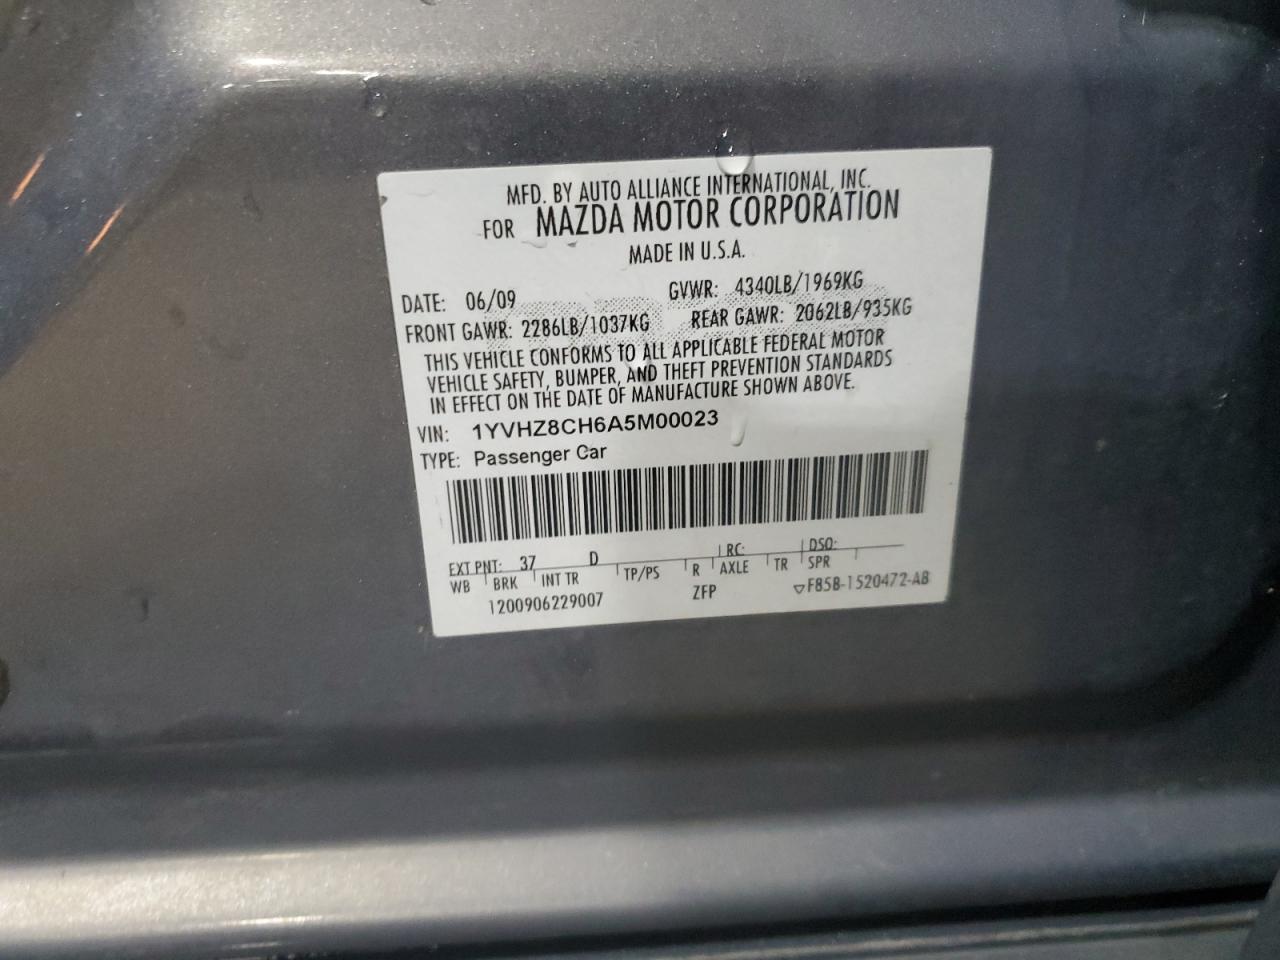 MFD. BY AUTO ALLIANCE INTERNATIONAL, INC.
FOR MAZDA MOTOR CORPORATION
MADE IN U.S.A.
DATE: 06/09 GVWR: 4340LB/1969KG
FRONT GAWR: 2286LB/1037KG REAR GAWR: 2062LB/935KG
THIS VEHICLE CONFORMS TO ALL APPLICABLE FEDERAL MOTOR
VEHICLE SAFETY, BUMPER, AND THEFT PREVENTION STANDARDS
IN EFFECT ON THE DATE OF MANUFACTURE SHOWN ABOVE.
VIN: 1YVHZ8CH6A5M00023
TYPE: Passenger Car
EXT PNT: 37 D RC: DSO:
WB BRK INT TR TP/PS R AXLE TR SPR
1200906229007 ZFP ▽F85B-1520472-AB